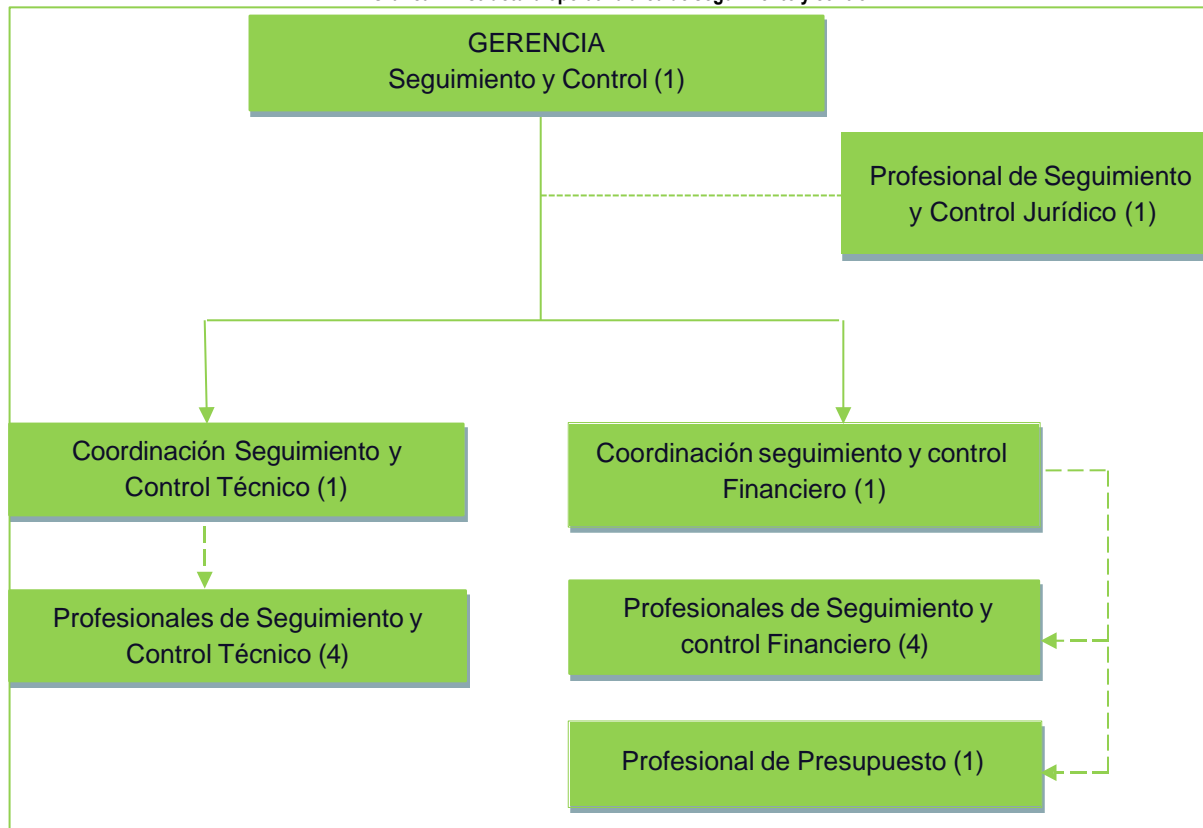 GERENCIA
Seguimiento y Control (1)
Profesional de Seguimiento
y Control Jurídico (1)
Coordinación Seguimiento y
Control Técnico (1)
Coordinación seguimiento y control
Financiero (1)
Profesionales de Seguimiento y
Control Técnico (4)
Profesionales de Seguimiento y
control Financiero (4)
Profesional de Presupuesto (1)